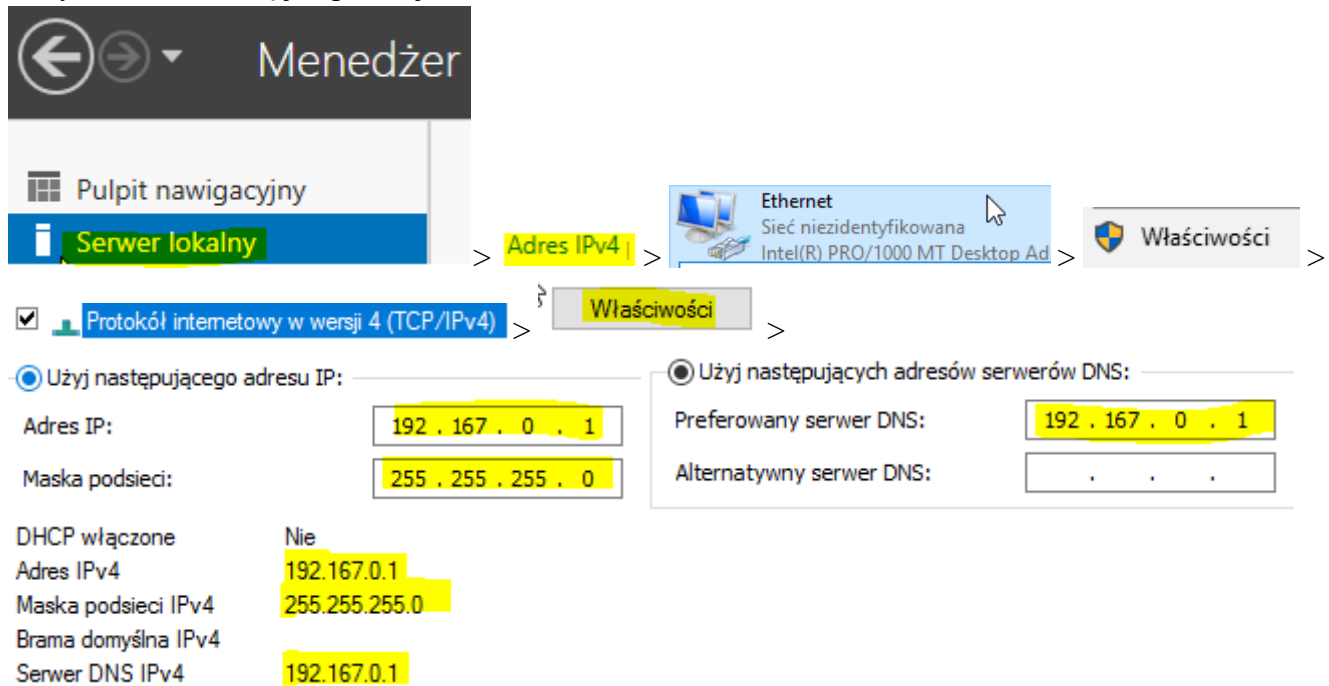 Menedżer
Pulpit nawigacyjny
Serwer lokalny
> Adres IPv4 >
Ethernet
Sieć niezidentyfikowana
Intel(R) PRO/1000 MT Desktop Ad
> Właściwości >
Protokół internetowy w wersji 4 (TCP/IPv4) > Właściwości >
Użyj następującego adresu IP:
Adres IP: 192 . 167 . 0 . 1
Maska podsieci: 255 . 255 . 255 . 0
Użyj następujących adresów serwerów DNS:
Preferowany serwer DNS: 192 . 167 . 0 . 1
Alternatywny serwer DNS: . . .
DHCP włączone Nie
Adres IPv4 192.167.0.1
Maska podsieci IPv4 255.255.255.0
Brama domyślna IPv4
Serwer DNS IPv4 192.167.0.1